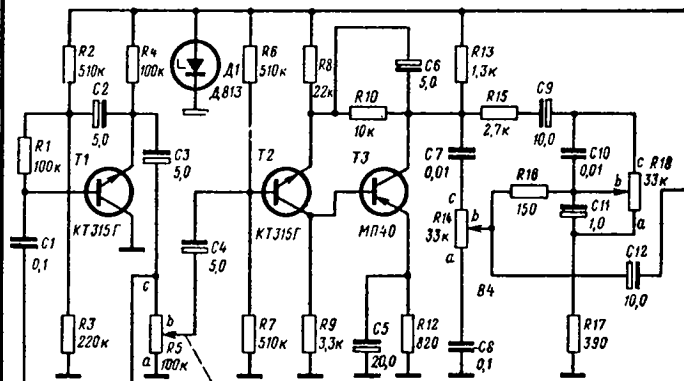 R2
510к
R4
100к
Д1
Д813
R6
510к
R8
22к
C6
5,0
R13
1,3к
C2
5,0
R10
10к
R15
2,7к
C9
10,0
R1
100к
T1
C3
5,0
T2
T3
C7
0,01
C10
0,01
c
R18
33к
b
a
R16
150
КТ315Г
КТ315Г
МП40
c
R14
33к
b
a
C11
1,0
C1
0,1
C4
5,0
C12
10,0
c
84
R3
220к
b
R5
a
100к
R7
510к
R9
3,3к
C5
20,0
R12
820
C8
0,1
R17
390